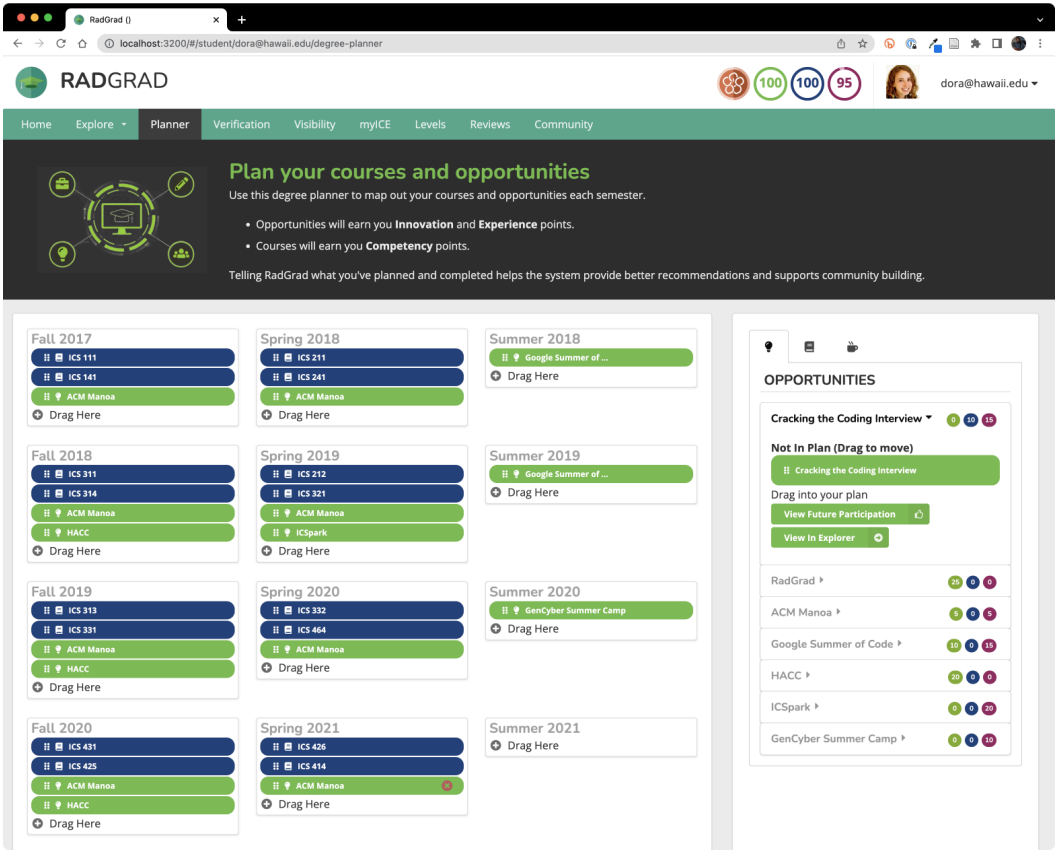 RadGrad ()
localhost:3200/#/student/dora@hawaii.edu/degree-planner
RADGRAD
100
100
95
dora@hawaii.edu
Home Explore Planner Verification Visibility myICE Levels Reviews Community
Plan your courses and opportunities
Use this degree planner to map out your courses and opportunities each semester.
• Opportunities will earn you Innovation and Experience points.
• Courses will earn you Competency points.
Telling RadGrad what you've planned and completed helps the system provide better recommendations and supports community building.
Fall 2017
ICS 111
ICS 141
ACM Manoa
Drag Here
Spring 2018
ICS 211
ICS 241
ACM Manoa
Drag Here
Summer 2018
Google Summer of ...
Drag Here
Fall 2018
ICS 311
ICS 314
ACM Manoa
HACC
Drag Here
Spring 2019
ICS 212
ICS 321
ACM Manoa
ICSpark
Drag Here
Summer 2019
Google Summer of ...
Drag Here
Fall 2019
ICS 313
ICS 331
ACM Manoa
HACC
Drag Here
Spring 2020
ICS 332
ICS 464
ACM Manoa
Drag Here
Summer 2020
GenCyber Summer Camp
Drag Here
Fall 2020
ICS 431
ICS 425
ACM Manoa
HACC
Drag Here
Spring 2021
ICS 426
ICS 414
ACM Manoa
Drag Here
Summer 2021
Drag Here
OPPORTUNITIES
Cracking the Coding Interview 0 10 15
Not In Plan (Drag to move)
Cracking the Coding Interview
Drag into your plan
View Future Participation
View In Explorer
RadGrad 25 0 0
ACM Manoa 5 0 5
Google Summer of Code 10 0 15
HACC 20 0 0
ICSpark 0 0 20
GenCyber Summer Camp 0 0 10